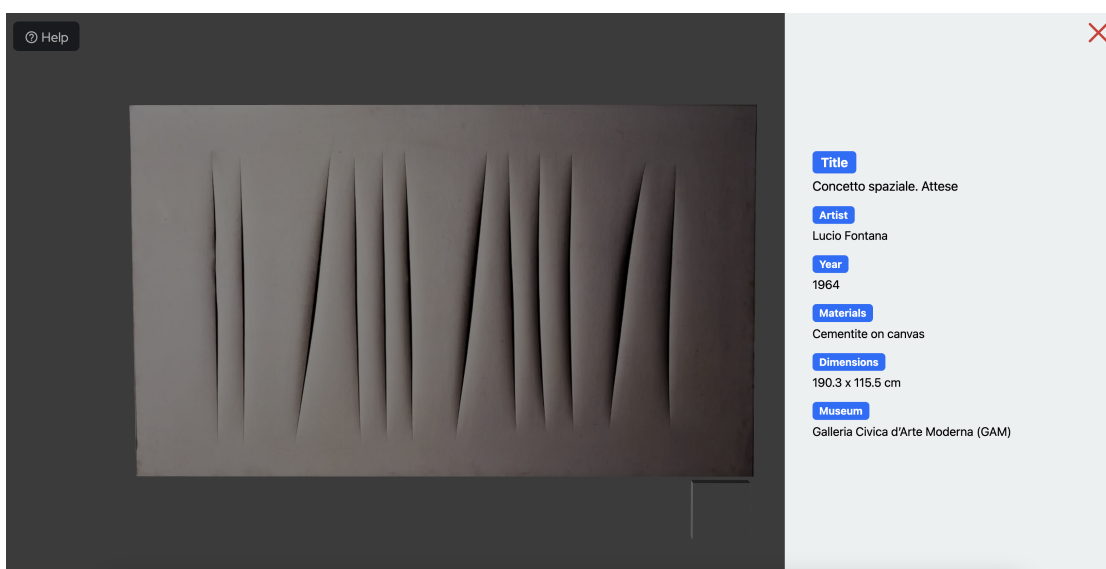 Help
Title
Concetto spaziale. Attese
Artist
Lucio Fontana
Year
1964
Materials
Cementite on canvas
Dimensions
190.3 x 115.5 cm
Museum
Galleria Civica d'Arte Moderna (GAM)